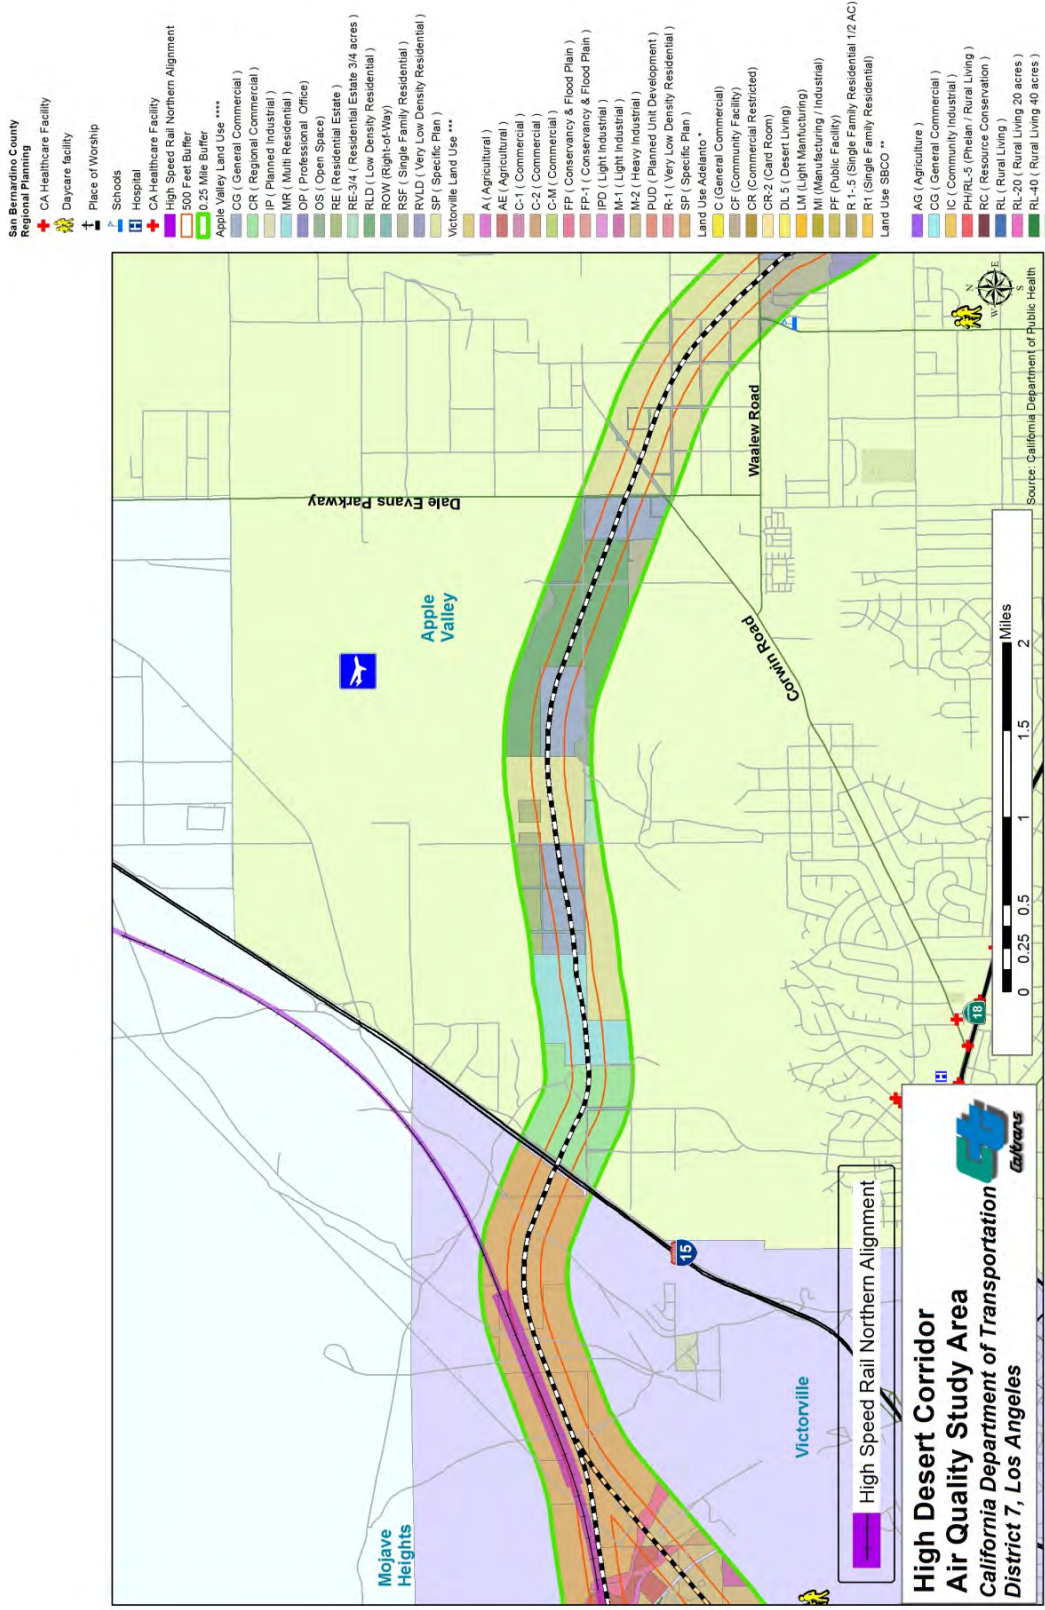 San Bernardino County
Regional Planning
CA Healthcare Facility
Daycare facility
Place of Worship
Schools
Hospital
CA Healthcare Facility
High Speed Rail Northern Alignment
500 Feet Buffer
0.25 Mile Buffer
Apple Valley Land Use ****
CG ( General Commercial )
CR ( Regional Commercial )
IP ( Planned Industrial )
MR ( Multi Residential )
OP (Professional Office)
OS ( Open Space)
RE ( Residential Estate )
RE-3/4 ( Residential Estate 3/4 acres )
RLD ( Low Density Residential )
ROW (Right-of-Way)
RSF ( Single Family Residential )
RVLD ( Very Low Density Residential )
SP ( Specific Plan )
Victorville Land Use ***
A ( Agricultural )
AE ( Agricultural )
C-1 ( Commercial )
C-2 ( Commercial )
C-M ( Commercial )
FP ( Conservancy & Flood Plain )
FP-1 ( Conservancy & Flood Plain )
IPD ( Light Industrial )
M-1 ( Light Industrial )
M-2 ( Heavy Industrial )
PUD ( Planned Unit Development )
R-1 ( Very Low Density Residential )
SP ( Specific Plan )
Land Use Adelanto *
C (General Commercial)
CF (Community Facility)
CR (Commercial Restricted)
CR-2 (Card Room)
DL 5 ( Desert Living)
LM (Light Manfacturing)
MI (Manufacturing / Industrial)
PF (Public Facility)
R 1-.5 (Single Family Residential 1/2 AC)
R1 (Single Family Residential)
Land Use SBCO **
AG ( Agriculture )
CG ( General Commercial )
IC ( Community Industrial )
PH/RL-5 ( Phelan / Rural Living )
RC ( Resource Conservation )
RL ( Rural Living )
RL-20 ( Rural Living 20 acres )
RL-40 ( Rural Living 40 acres )
Dale Evans Parkway
Apple
Valley
Waalew Road
Corwin Road
Mojave
Heights
Victorville
15
18
H
N
E
S
W
0 0.25 0.5 1 1.5 2
Miles
Source: California Department of Public Health
High Speed Rail Northern Alignment
High Desert Corridor
Air Quality Study Area
California Department of Transportation
District 7, Los Angeles
Caltrans